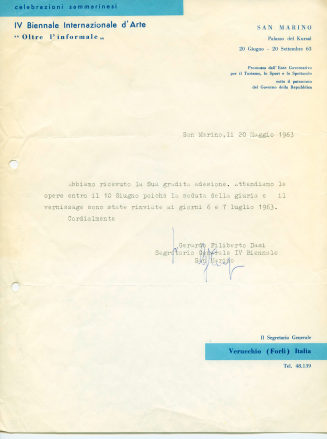 celebrazioni sammarinesi
IV Biennale Internazionale d'Arte
"Oltre l'informale"
SAN MARINO
Palazzo del Kursal
20 Giugno - 20 Settembre 63
Promossa dall'Ente Governativo
per il Turismo, lo Sport e lo Spettacolo
sotto il patrocinio
del Governo della Repubblica
San Marino, li 20 Maggio 1963
Abbiamo ricevuto la Sua gradita adesione. Attendiamo le
opere entro il 10 Giugno poichè la seduta della giuria e il
vernissage sono state rinviate ai giorni 6 e 7 luglio 1963.
Cordialmente
Gerardo Filiberto Dasi
Segretario Generale IV Biennale
San Marino
Il Segretario Generale
Verucchio (Forlì) Italia
Tel. 48.139